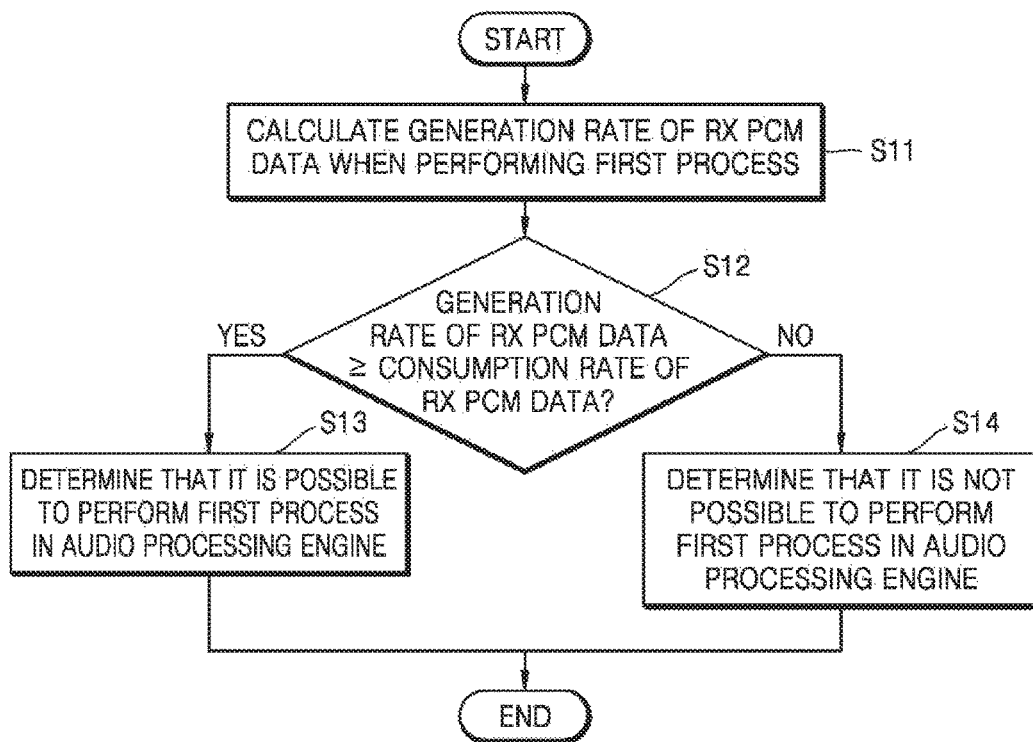 START
CALCULATE GENERATION RATE OF RX PCM
DATA WHEN PERFORMING FIRST PROCESS
S11
S12
GENERATION
RATE OF RX PCM DATA
≥ CONSUMPTION RATE OF
RX PCM DATA?
YES
NO
S13
DETERMINE THAT IT IS POSSIBLE
TO PERFORM FIRST PROCESS
IN AUDIO PROCESSING ENGINE
S14
DETERMINE THAT IT IS NOT
POSSIBLE TO PERFORM
FIRST PROCESS IN AUDIO
PROCESSING ENGINE
END